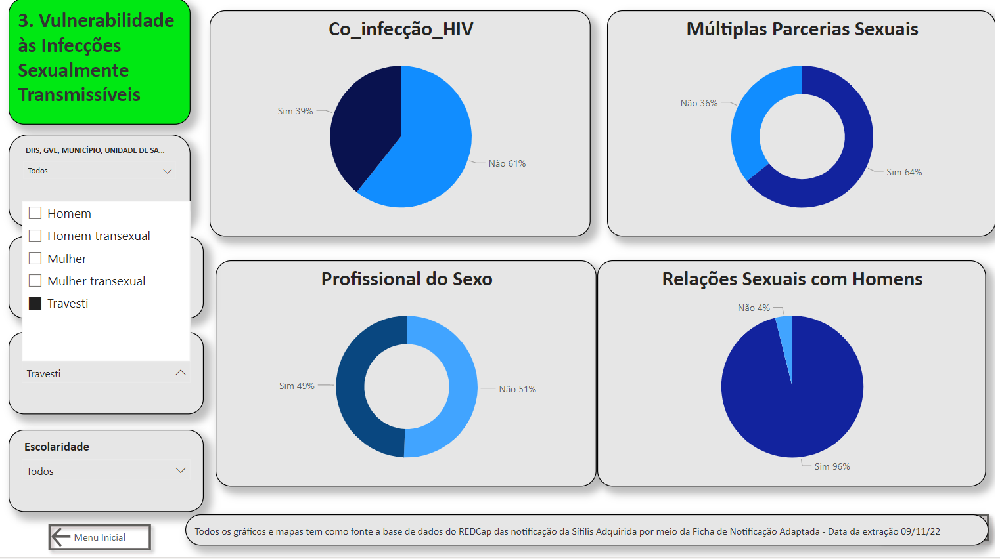 3. Vulnerabilidade
às Infecções
Sexualmente
Transmissíveis
DRS, GVE, MUNICÍPIO, UNIDADE DE SA...
Todos
Homem
Homem transexual
Mulher
Mulher transexual
Travesti
Travesti
Escolaridade
Todos
Menu Inicial
Co_infecção_HIV
Sim 39%
Não 61%
Múltiplas Parcerias Sexuais
Não 36%
Sim 64%
Profissional do Sexo
Sim 49%
Não 51%
Relações Sexuais com Homens
Não 4%
Sim 96%
Todos os gráficos e mapas tem como fonte a base de dados do REDCap das notificação da Sífilis Adquirida por meio da Ficha de Notificação Adaptada - Data da extração 09/11/22